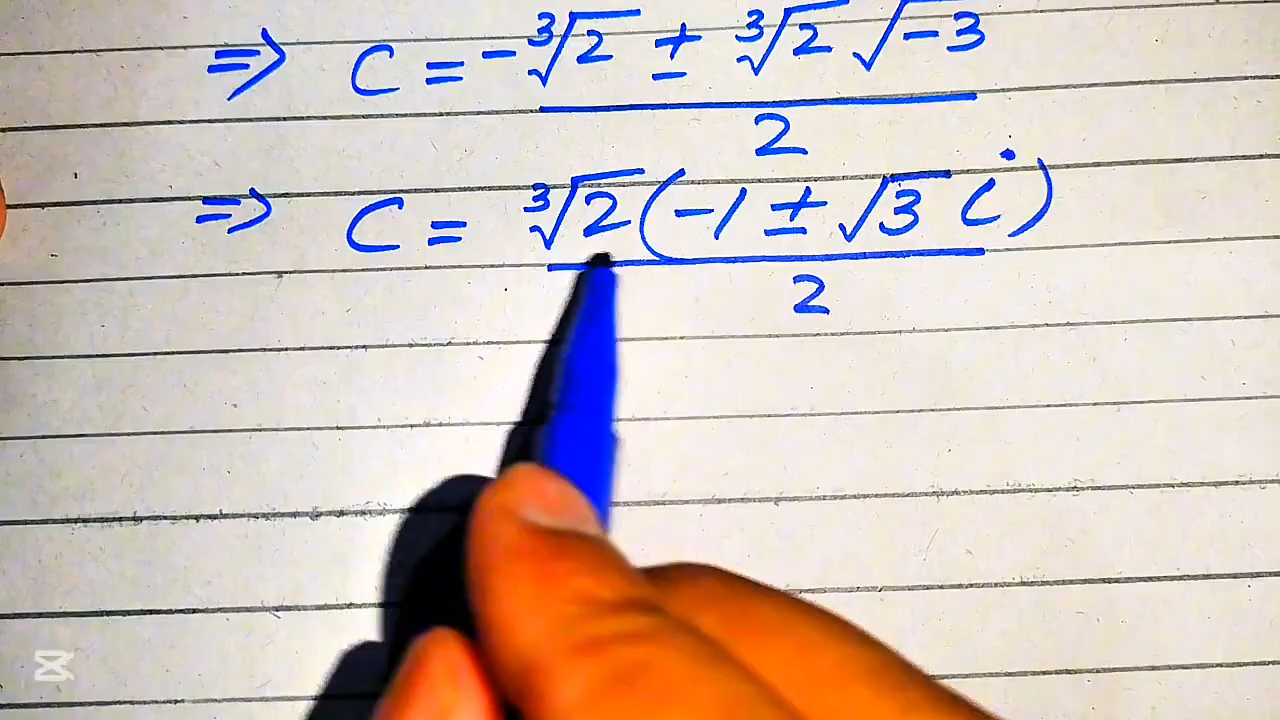 => C = -∛2 ± ∛2 √-3 / 2
=> C = ∛2 (-1 ± √3 i) / 2